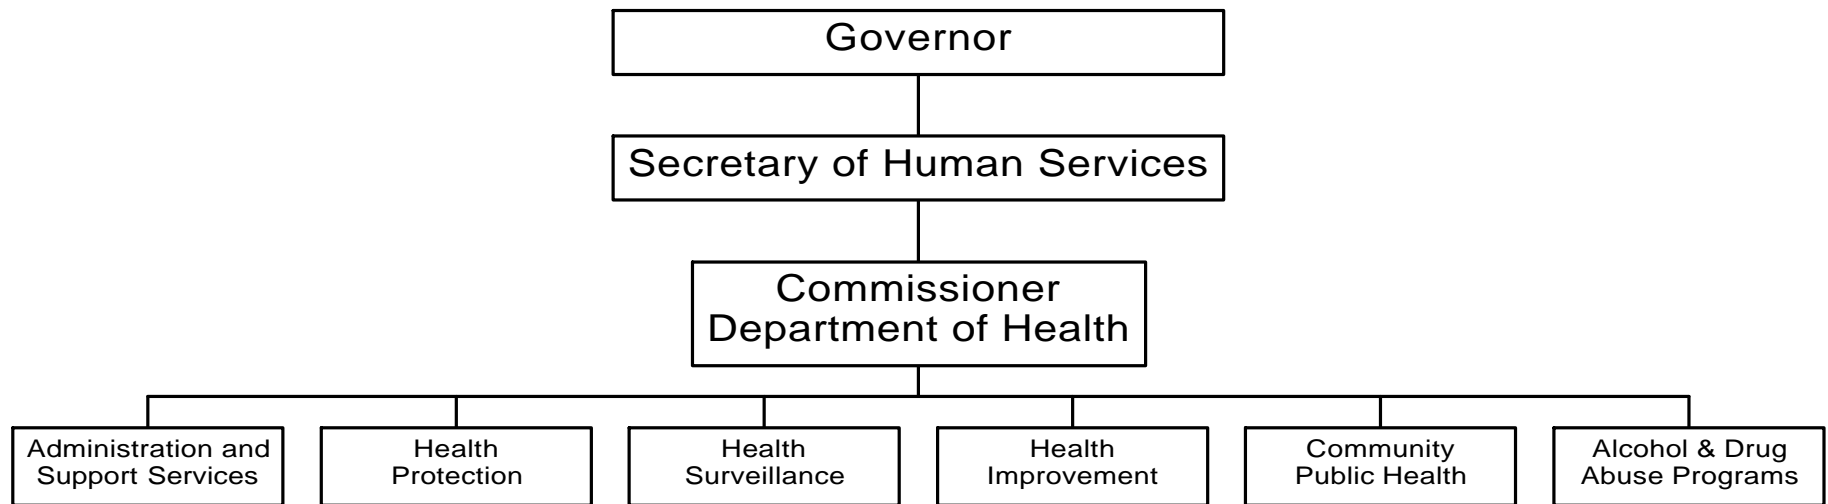 Governor
Secretary of Human Services
Commissioner
Department of Health
Administration and
Support Services
Health
Protection
Health
Surveillance
Health
Improvement
Community
Public Health
Alcohol & Drug
Abuse Programs